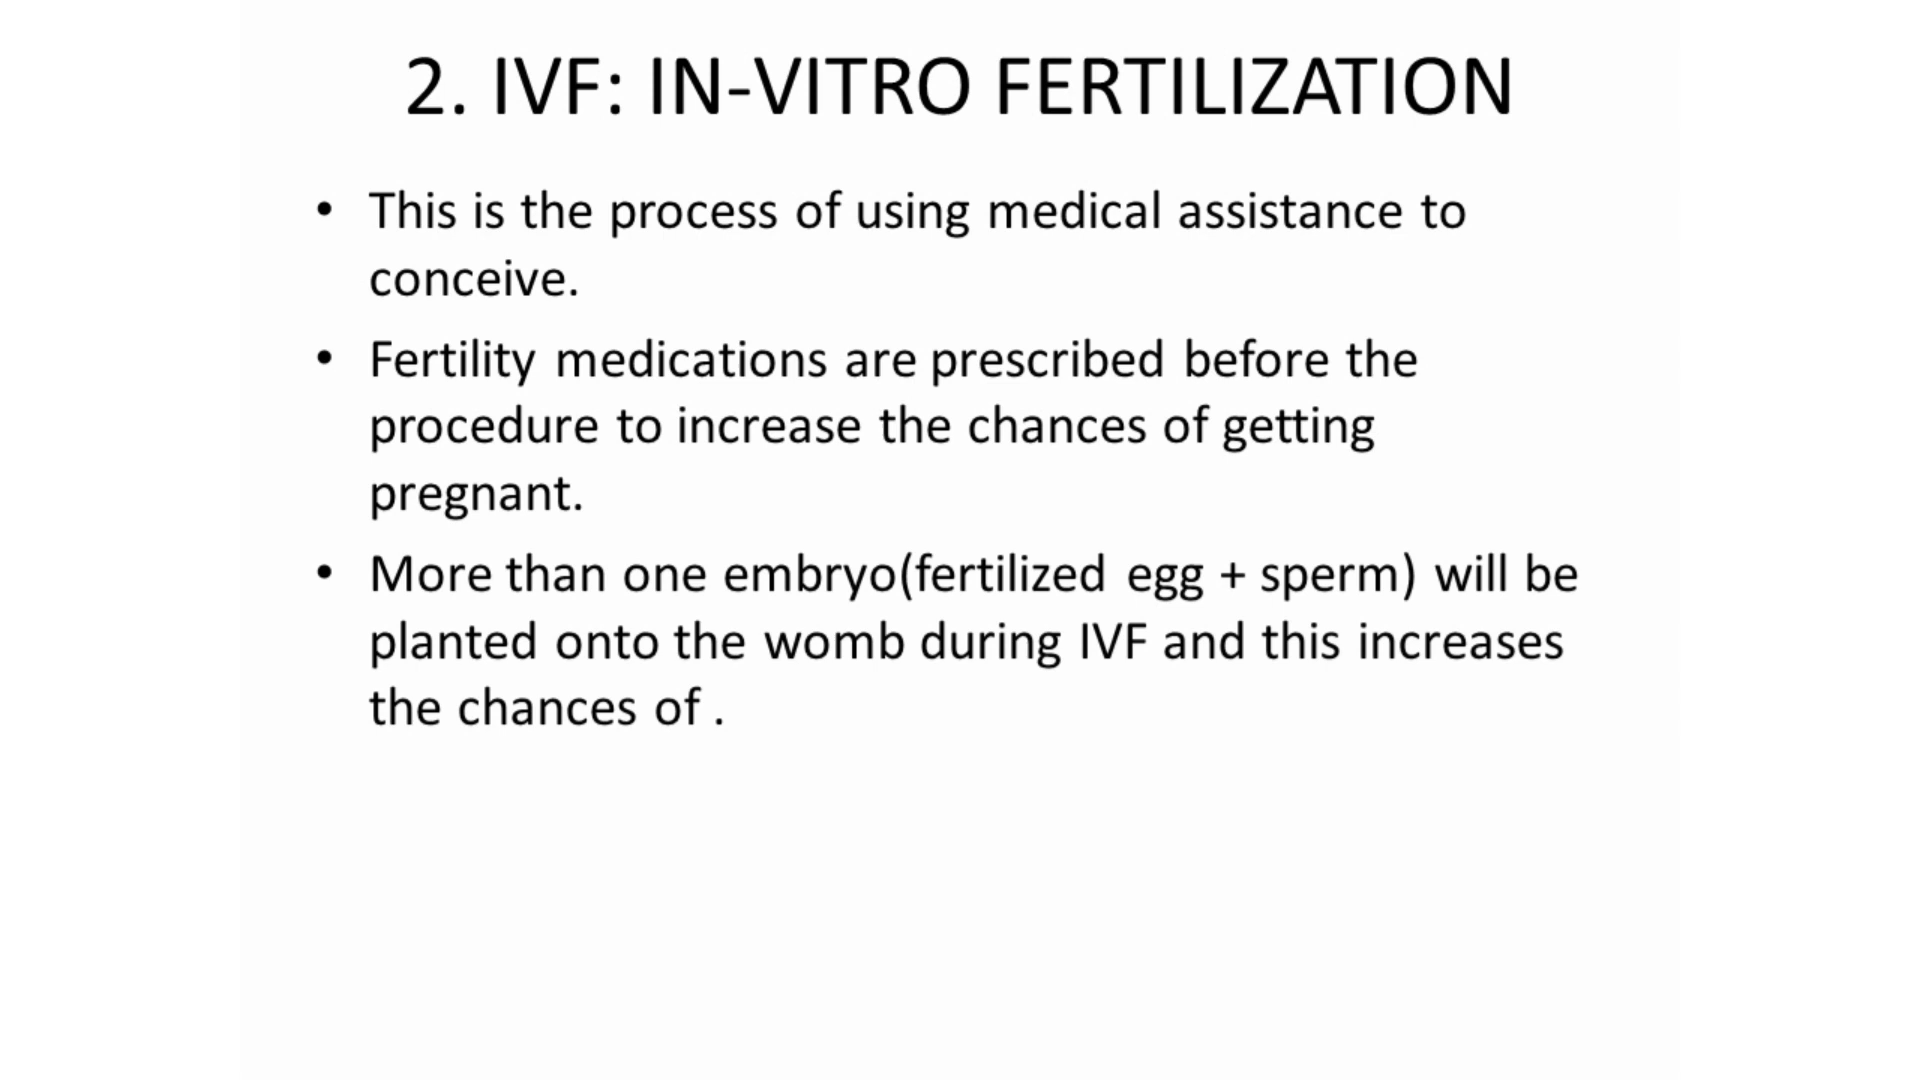 2. IVF: IN-VITRO FERTILIZATION
• This is the process of using medical assistance to
conceive.
• Fertility medications are prescribed before the
procedure to increase the chances of getting
pregnant.
• More than one embryo(fertilized egg + sperm) will be
planted onto the womb during IVF and this increases
the chances of .